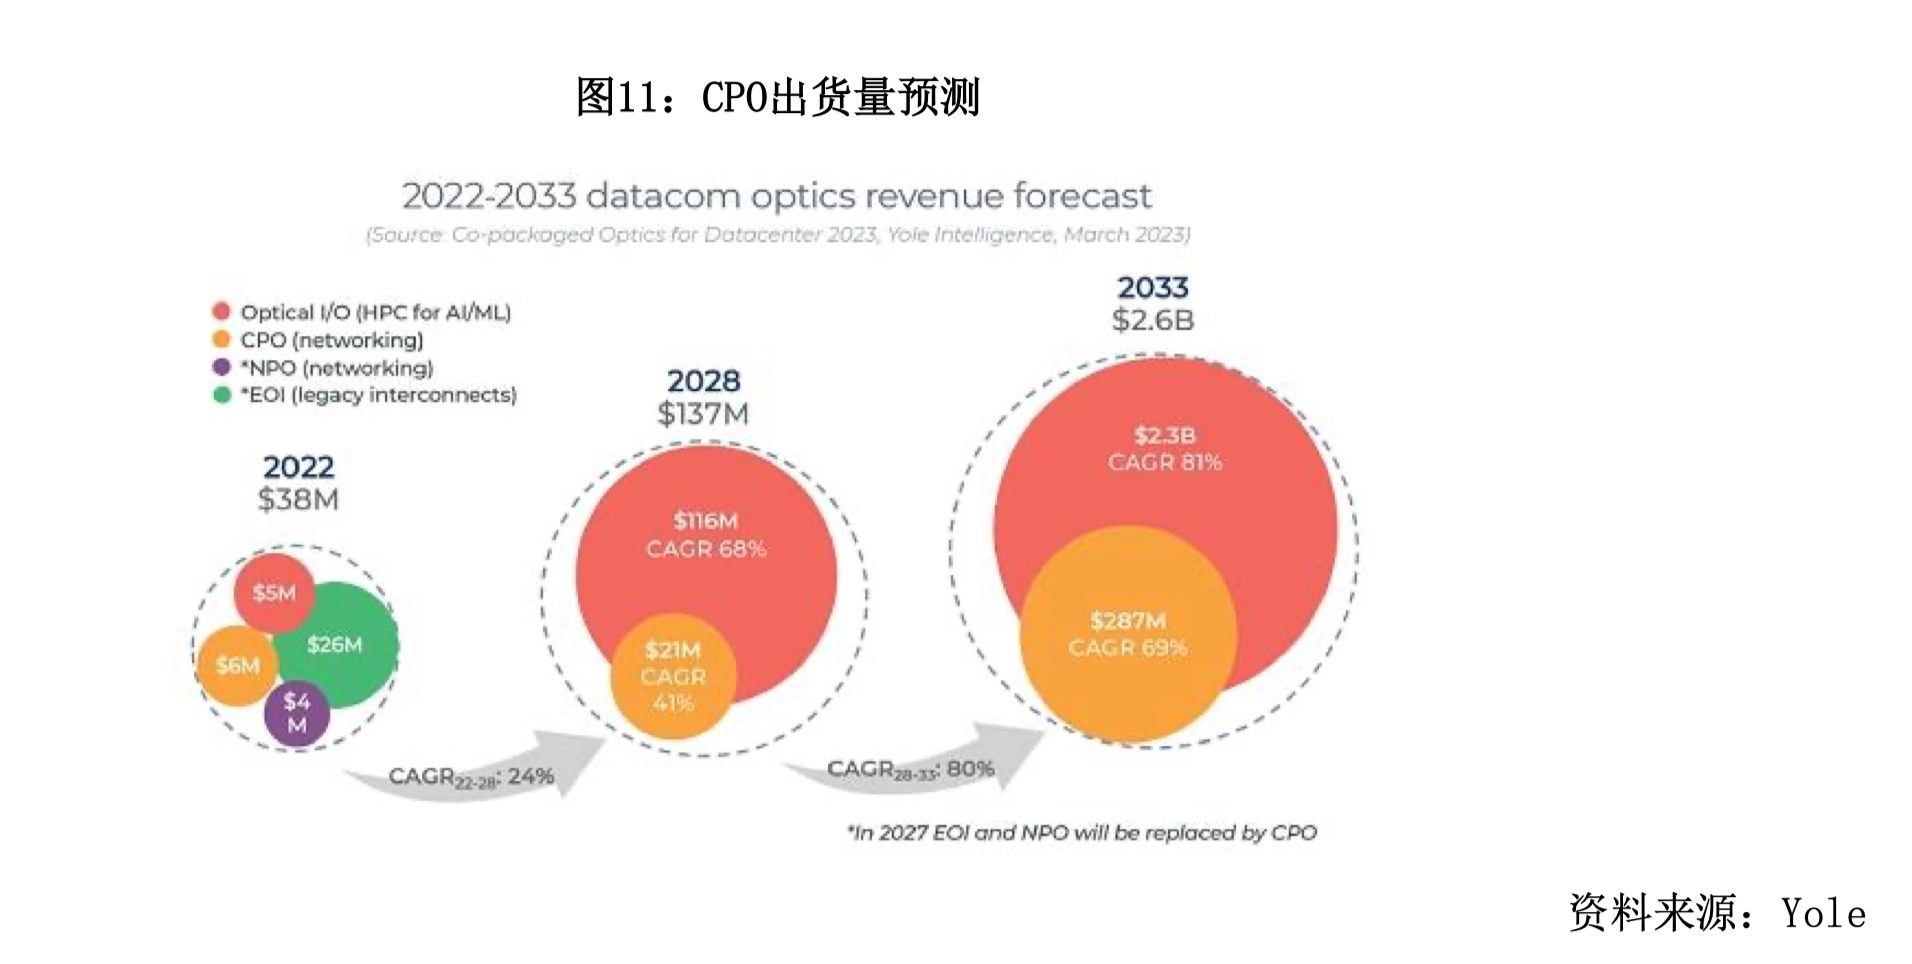 图11：CPO出货量预测
2022-2033 datacom optics revenue forecast
(Source: Co-packaged Optics for Datacenter 2023, Yole Intelligence, March 2023)
Optical I/O (HPC for AI/ML)
CPO (networking)
*NPO (networking)
*EOI (legacy interconnects)
2022
$38M
$5M
$26M
$6M
$4
M
CAGR22-28: 24%
2028
$137M
$116M
CAGR 68%
$21M
CAGR
41%
CAGR28-33: 80%
2033
$2.6B
$2.3B
CAGR 81%
$287M
CAGR 69%
*In 2027 EOI and NPO will be replaced by CPO
资料来源：Yole